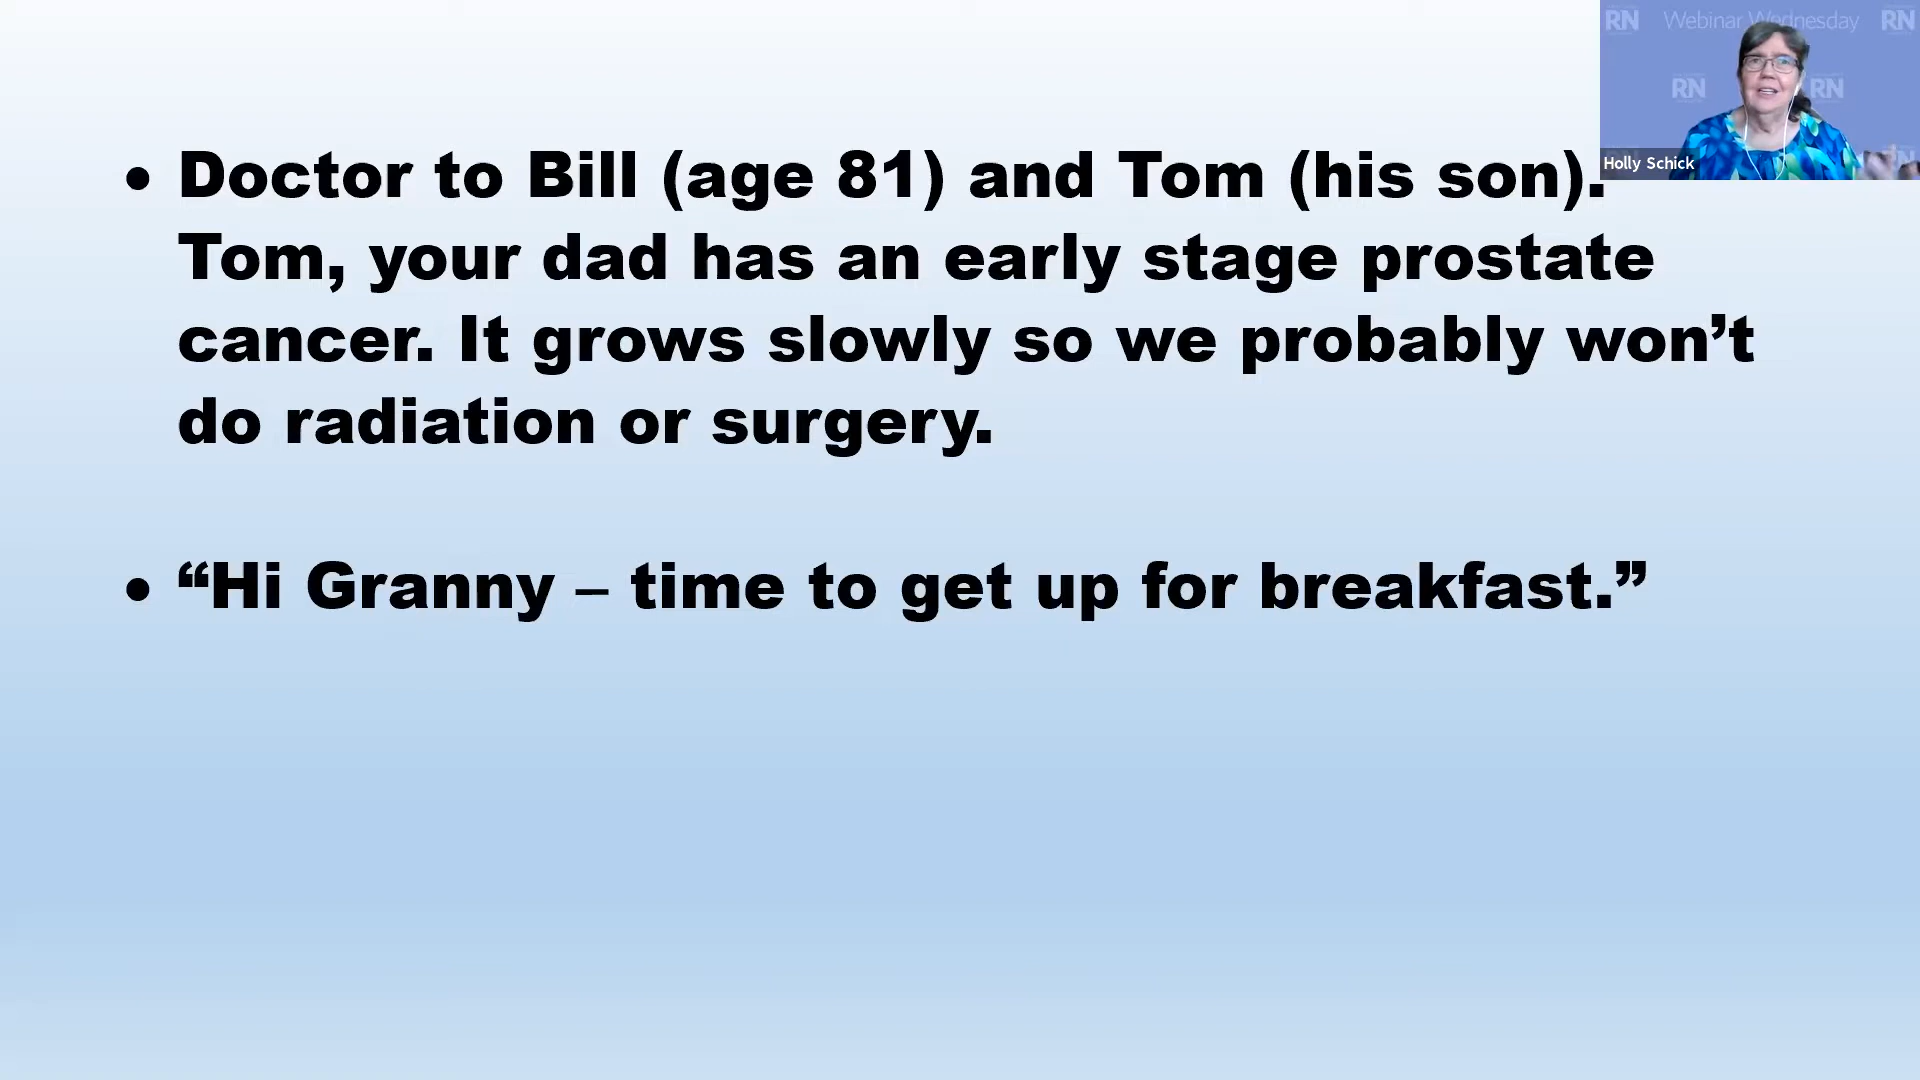 RN Webinar Wednesday RN
RN RN
Holly Schick
• Doctor to Bill (age 81) and Tom (his son).
Tom, your dad has an early stage prostate
cancer. It grows slowly so we probably won’t
do radiation or surgery.
• “Hi Granny – time to get up for breakfast.”